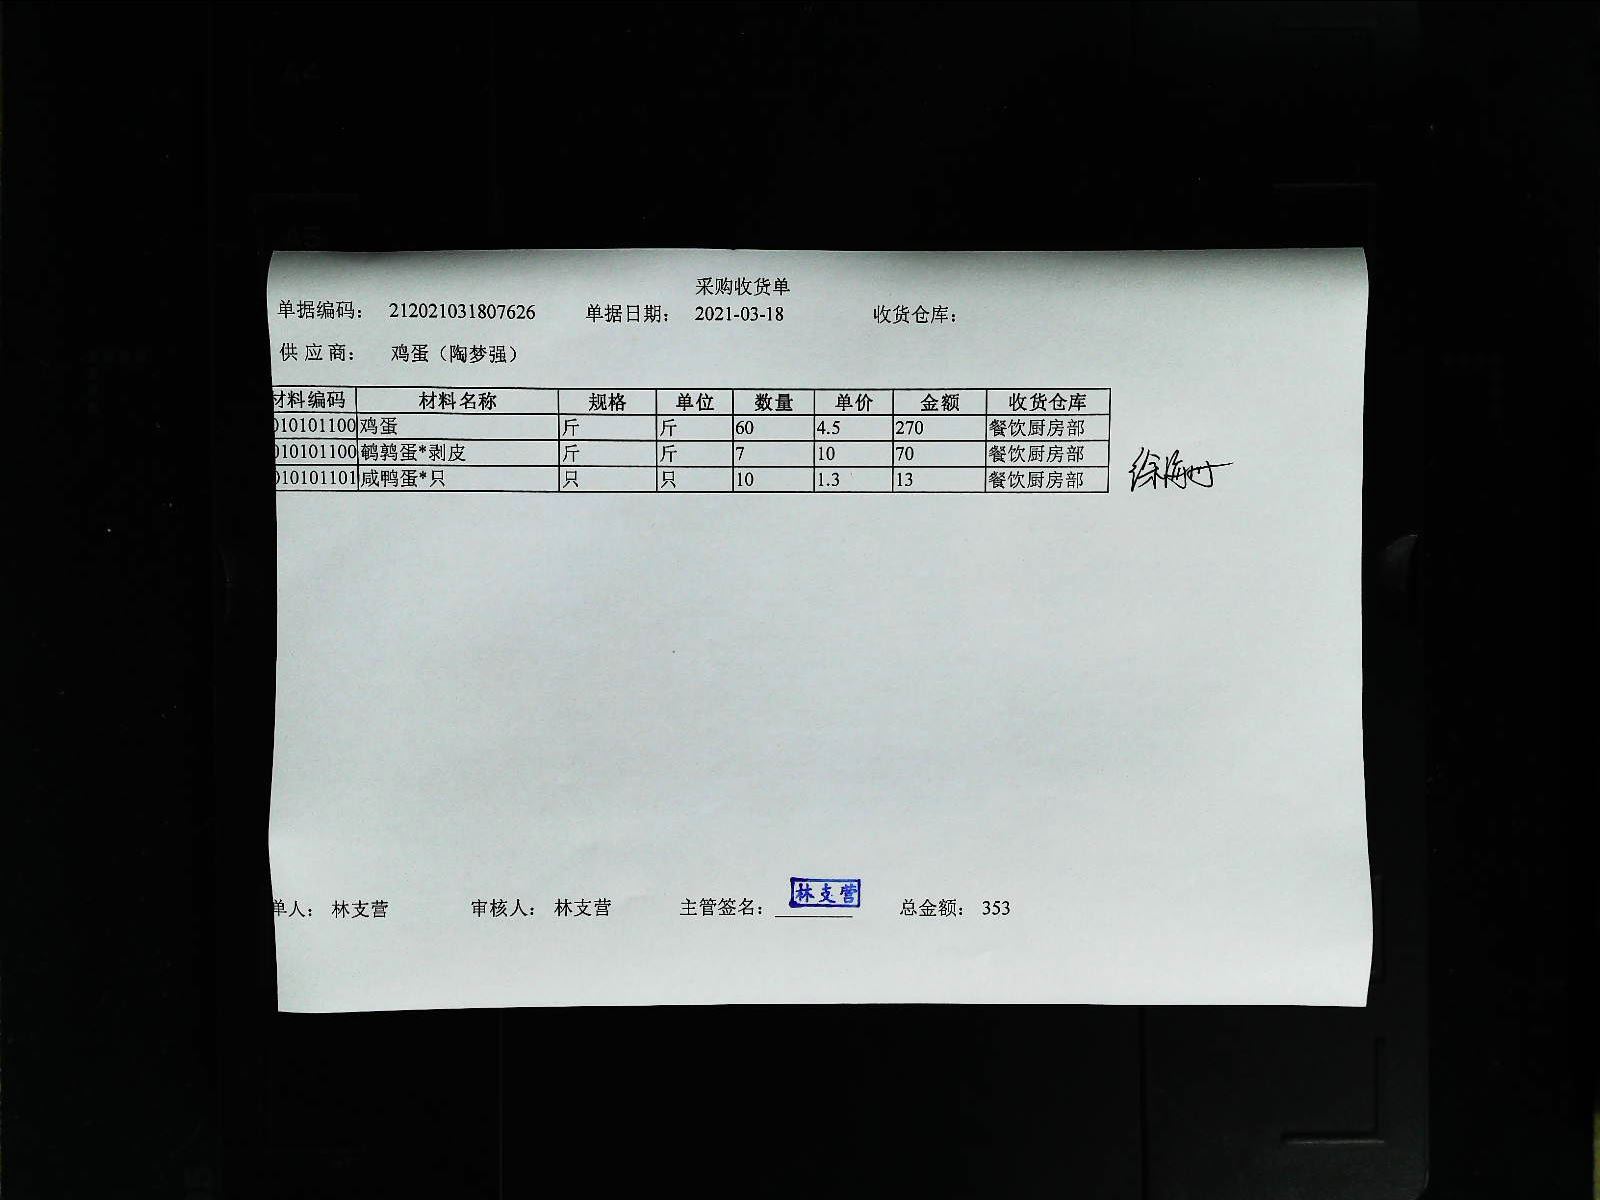 采购收货单
单据编码： 212021031807626 单据日期： 2021-03-18 收货仓库：
供应商： 鸡蛋（陶梦强）
材料编码 材料名称 规格 单位 数量 单价 金额 收货仓库
010101100 鸡蛋 斤 斤 60 4.5 270 餐饮厨房部
010101100 鹌鹑蛋*剥皮 斤 斤 7 10 70 餐饮厨房部
010101101 咸鸭蛋*只 只 只 10 1.3 13 餐饮厨房部
林支营
单人： 林支营 审核人： 林支营 主管签名： 总金额： 353